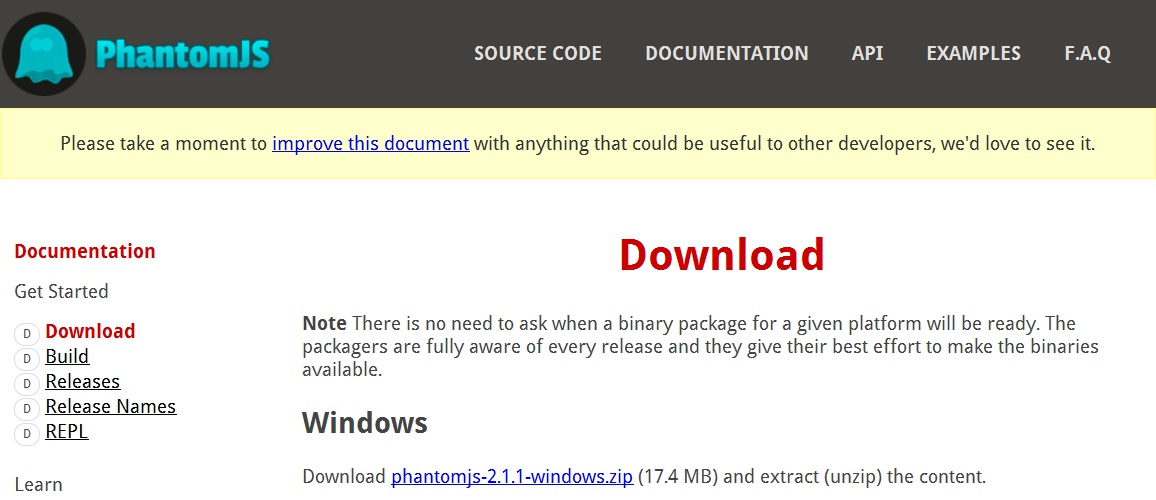 PhantomJS
SOURCE CODE DOCUMENTATION API EXAMPLES F.A.Q
Please take a moment to improve this document with anything that could be useful to other developers, we'd love to see it.
Documentation
Get Started
D Download
D Build
D Releases
D Release Names
D REPL
Learn
Download
Note There is no need to ask when a binary package for a given platform will be ready. The
packagers are fully aware of every release and they give their best effort to make the binaries
available.
Windows
Download phantomjs-2.1.1-windows.zip (17.4 MB) and extract (unzip) the content.